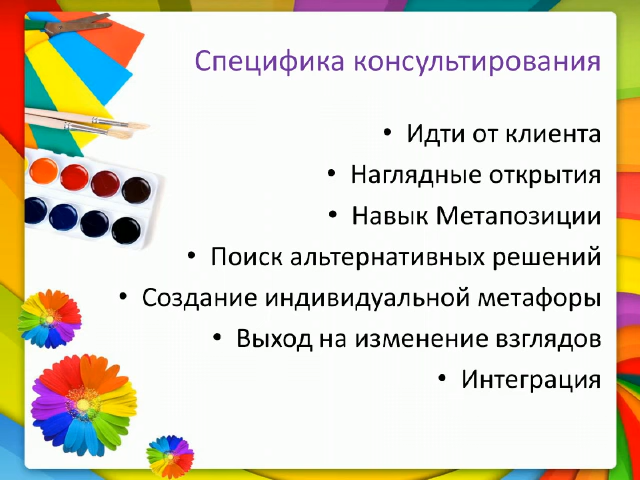 Специфика консультирования
• Идти от клиента
• Наглядные открытия
• Навык Метапозиции
• Поиск альтернативных решений
• Создание индивидуальной метафоры
• Выход на изменение взглядов
• Интеграция